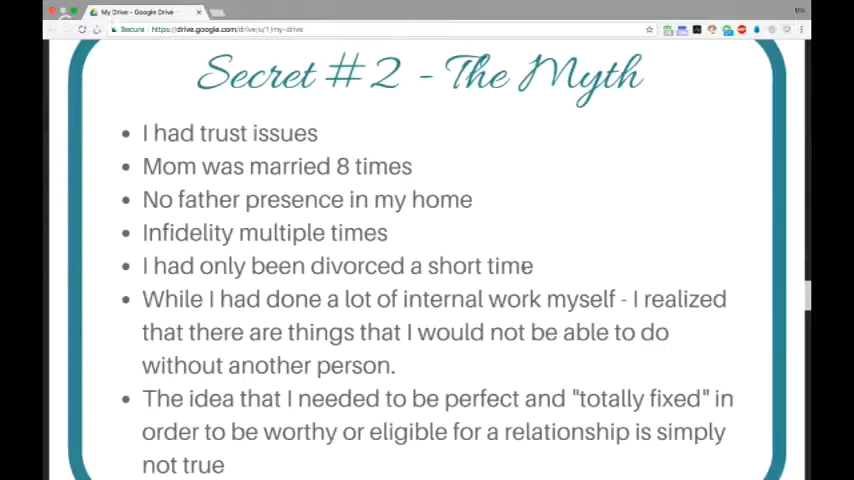 My Drive - Google Drive
Secure https://drive.google.com/drive/u/1/my-drive
Secret #2 - The Myth
I had trust issues
Mom was married 8 times
No father presence in my home
Infidelity multiple times
I had only been divorced a short time
While I had done a lot of internal work myself - I realized
that there are things that I would not be able to do
without another person.
The idea that I needed to be perfect and "totally fixed" in
order to be worthy or eligible for a relationship is simply
not true